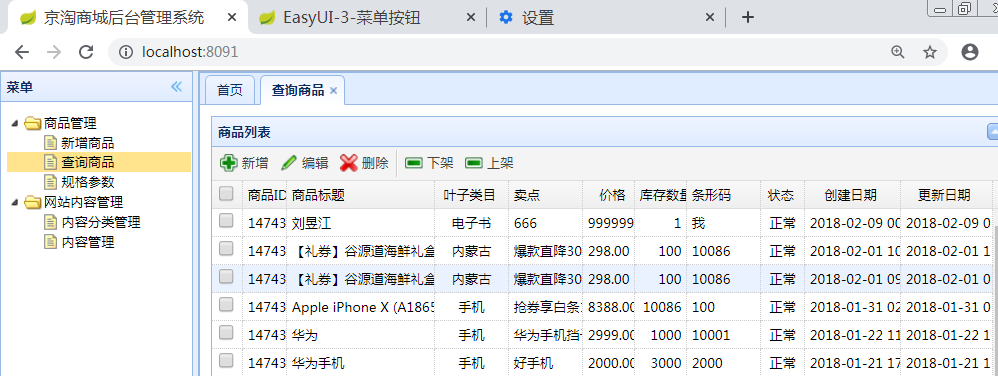 京淘商城后台管理系统 EasyUI-3-菜单按钮 设置
localhost:8091
菜单
首页 查询商品
商品管理
新增商品
查询商品
规格参数
网站内容管理
内容分类管理
内容管理
商品列表
新增 编辑 删除 下架 上架
商品ID 商品标题 叶子类目 卖点 价格 库存数量 条形码 状态 创建日期 更新日期
14743 刘昱江 电子书 666 999999 1 我 正常 2018-02-09 00 2018-02-09 0
14743 【礼券】谷源道海鲜礼盒 内蒙古 爆款直降30 298.00 100 10086 正常 2018-02-01 10 2018-02-01 1
14743 【礼券】谷源道海鲜礼盒 内蒙古 爆款直降30 298.00 100 10086 正常 2018-02-01 09 2018-02-01 0
14743 Apple iPhone X (A1865 手机 抢券享白条 8388.00 10086 100 正常 2018-01-31 02 2018-01-31 0
14743 华为 手机 华为手机挡 2999.00 1000 10001 正常 2018-01-22 11 2018-01-22 1
14743 华为手机 手机 好手机 2000.00 3000 2000 正常 2018-01-21 17 2018-01-21 1